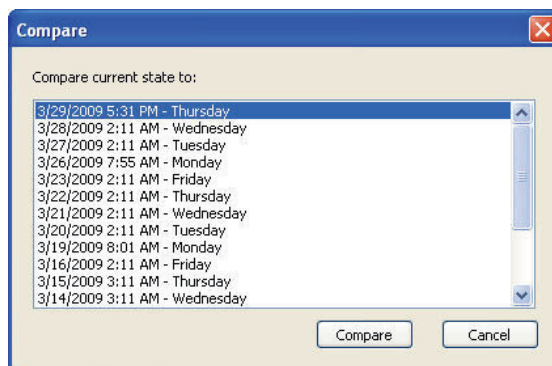 Compare
Compare current state to:
3/29/2009 5:31 PM - Thursday
3/28/2009 2:11 AM - Wednesday
3/27/2009 2:11 AM - Tuesday
3/26/2009 7:55 AM - Monday
3/23/2009 2:11 AM - Friday
3/22/2009 2:11 AM - Thursday
3/21/2009 2:11 AM - Wednesday
3/20/2009 2:11 AM - Tuesday
3/19/2009 8:01 AM - Monday
3/16/2009 2:11 AM - Friday
3/15/2009 3:11 AM - Thursday
3/14/2009 3:11 AM - Wednesday
Compare Cancel